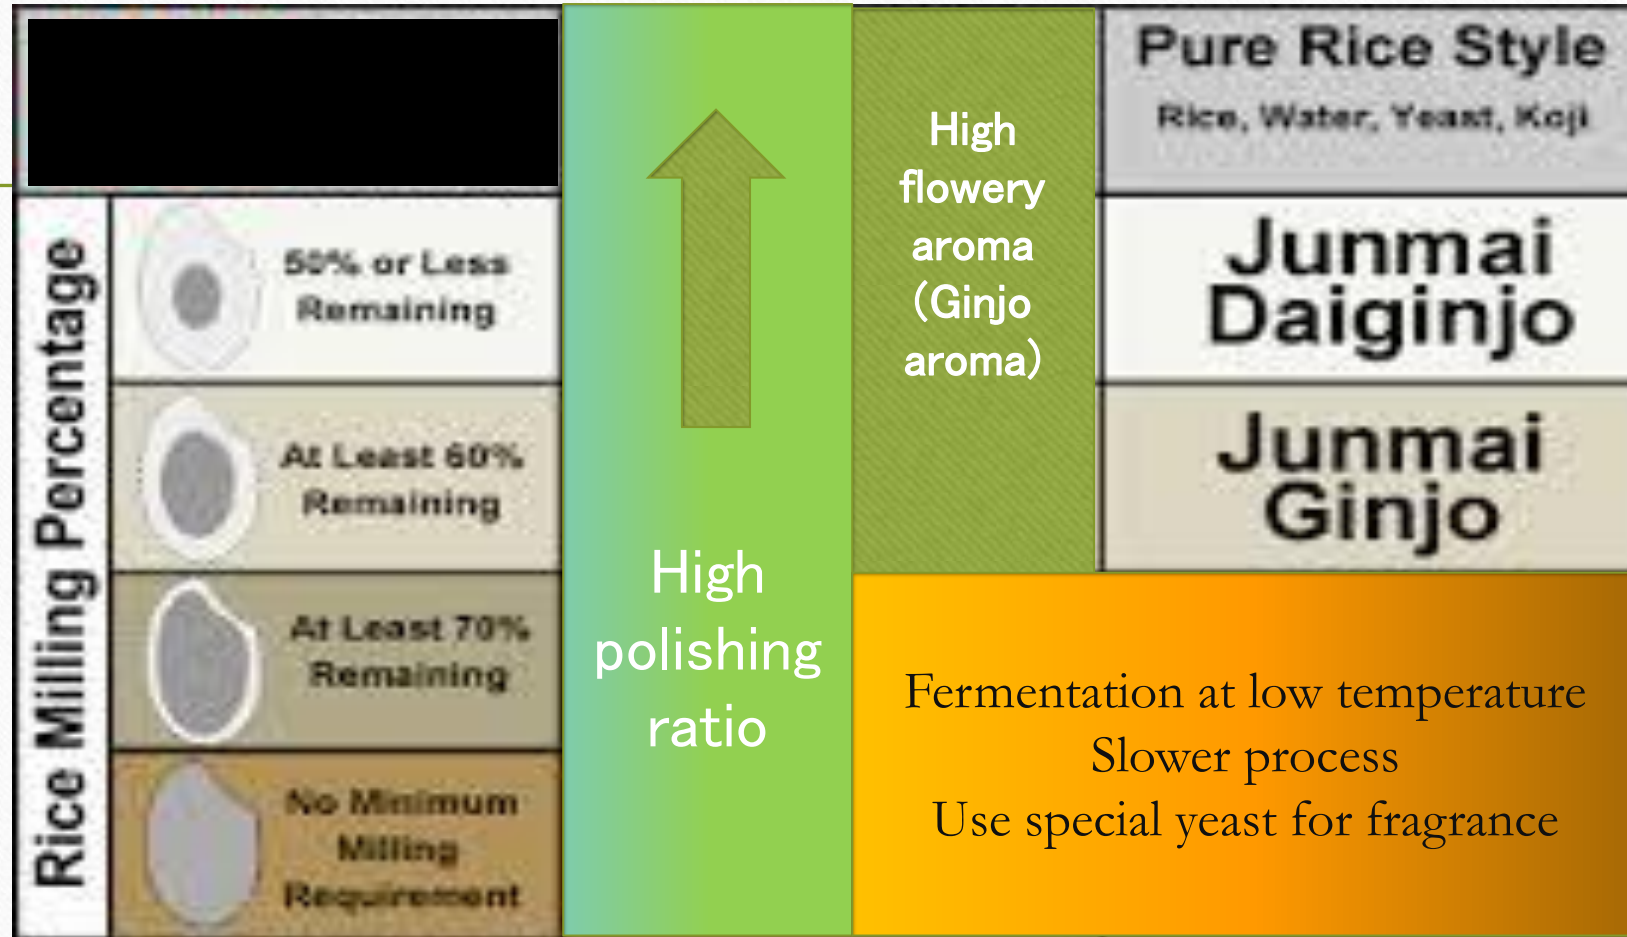 Rice Milling Percentage
50% or Less
Remaining
At Least 60%
Remaining
At Least 70%
Remaining
No Minimum
Milling
Requirement
High
polishing
ratio
High
flowery
aroma
(Ginjo
aroma)
Pure Rice Style
Rice, Water, Yeast, Koji
Junmai
Daiginjo
Junmai
Ginjo
Fermentation at low temperature
Slower process
Use special yeast for fragrance